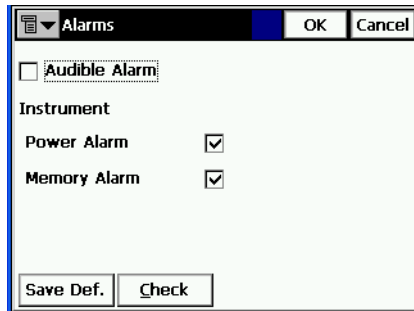 Alarms OK Cancel
Audible Alarm
Instrument
Power Alarm
Memory Alarm
Save Def. Check